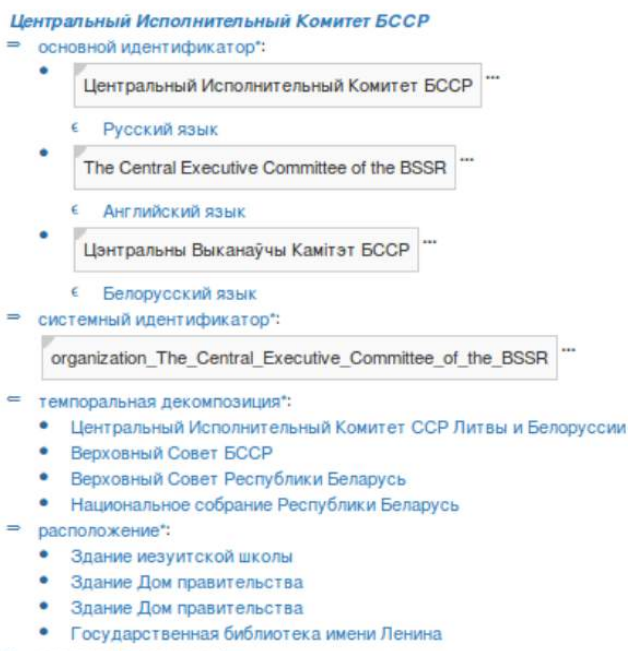 Центральный Исполнительный Комитет БССР
⇒ основной идентификатор*:
• Центральный Исполнительный Комитет БССР ...
є Русский язык
• The Central Executive Committee of the BSSR ...
є Английский язык
• Цэнтральны Выканаўчы Камітэт БССР ...
є Белорусский язык
⇒ системный идентификатор*:
organization_The_Central_Executive_Committee_of_the_BSSR ...
⇐ темпоральная декомпозиция*:
• Центральный Исполнительный Комитет ССР Литвы и Белоруссии
• Верховный Совет БССР
• Верховный Совет Республики Беларусь
• Национальное собрание Республики Беларусь
⇒ расположение*:
• Здание иезуитской школы
• Здание Дом правительства
• Здание Дом правительства
• Государственная библиотека имени Ленина